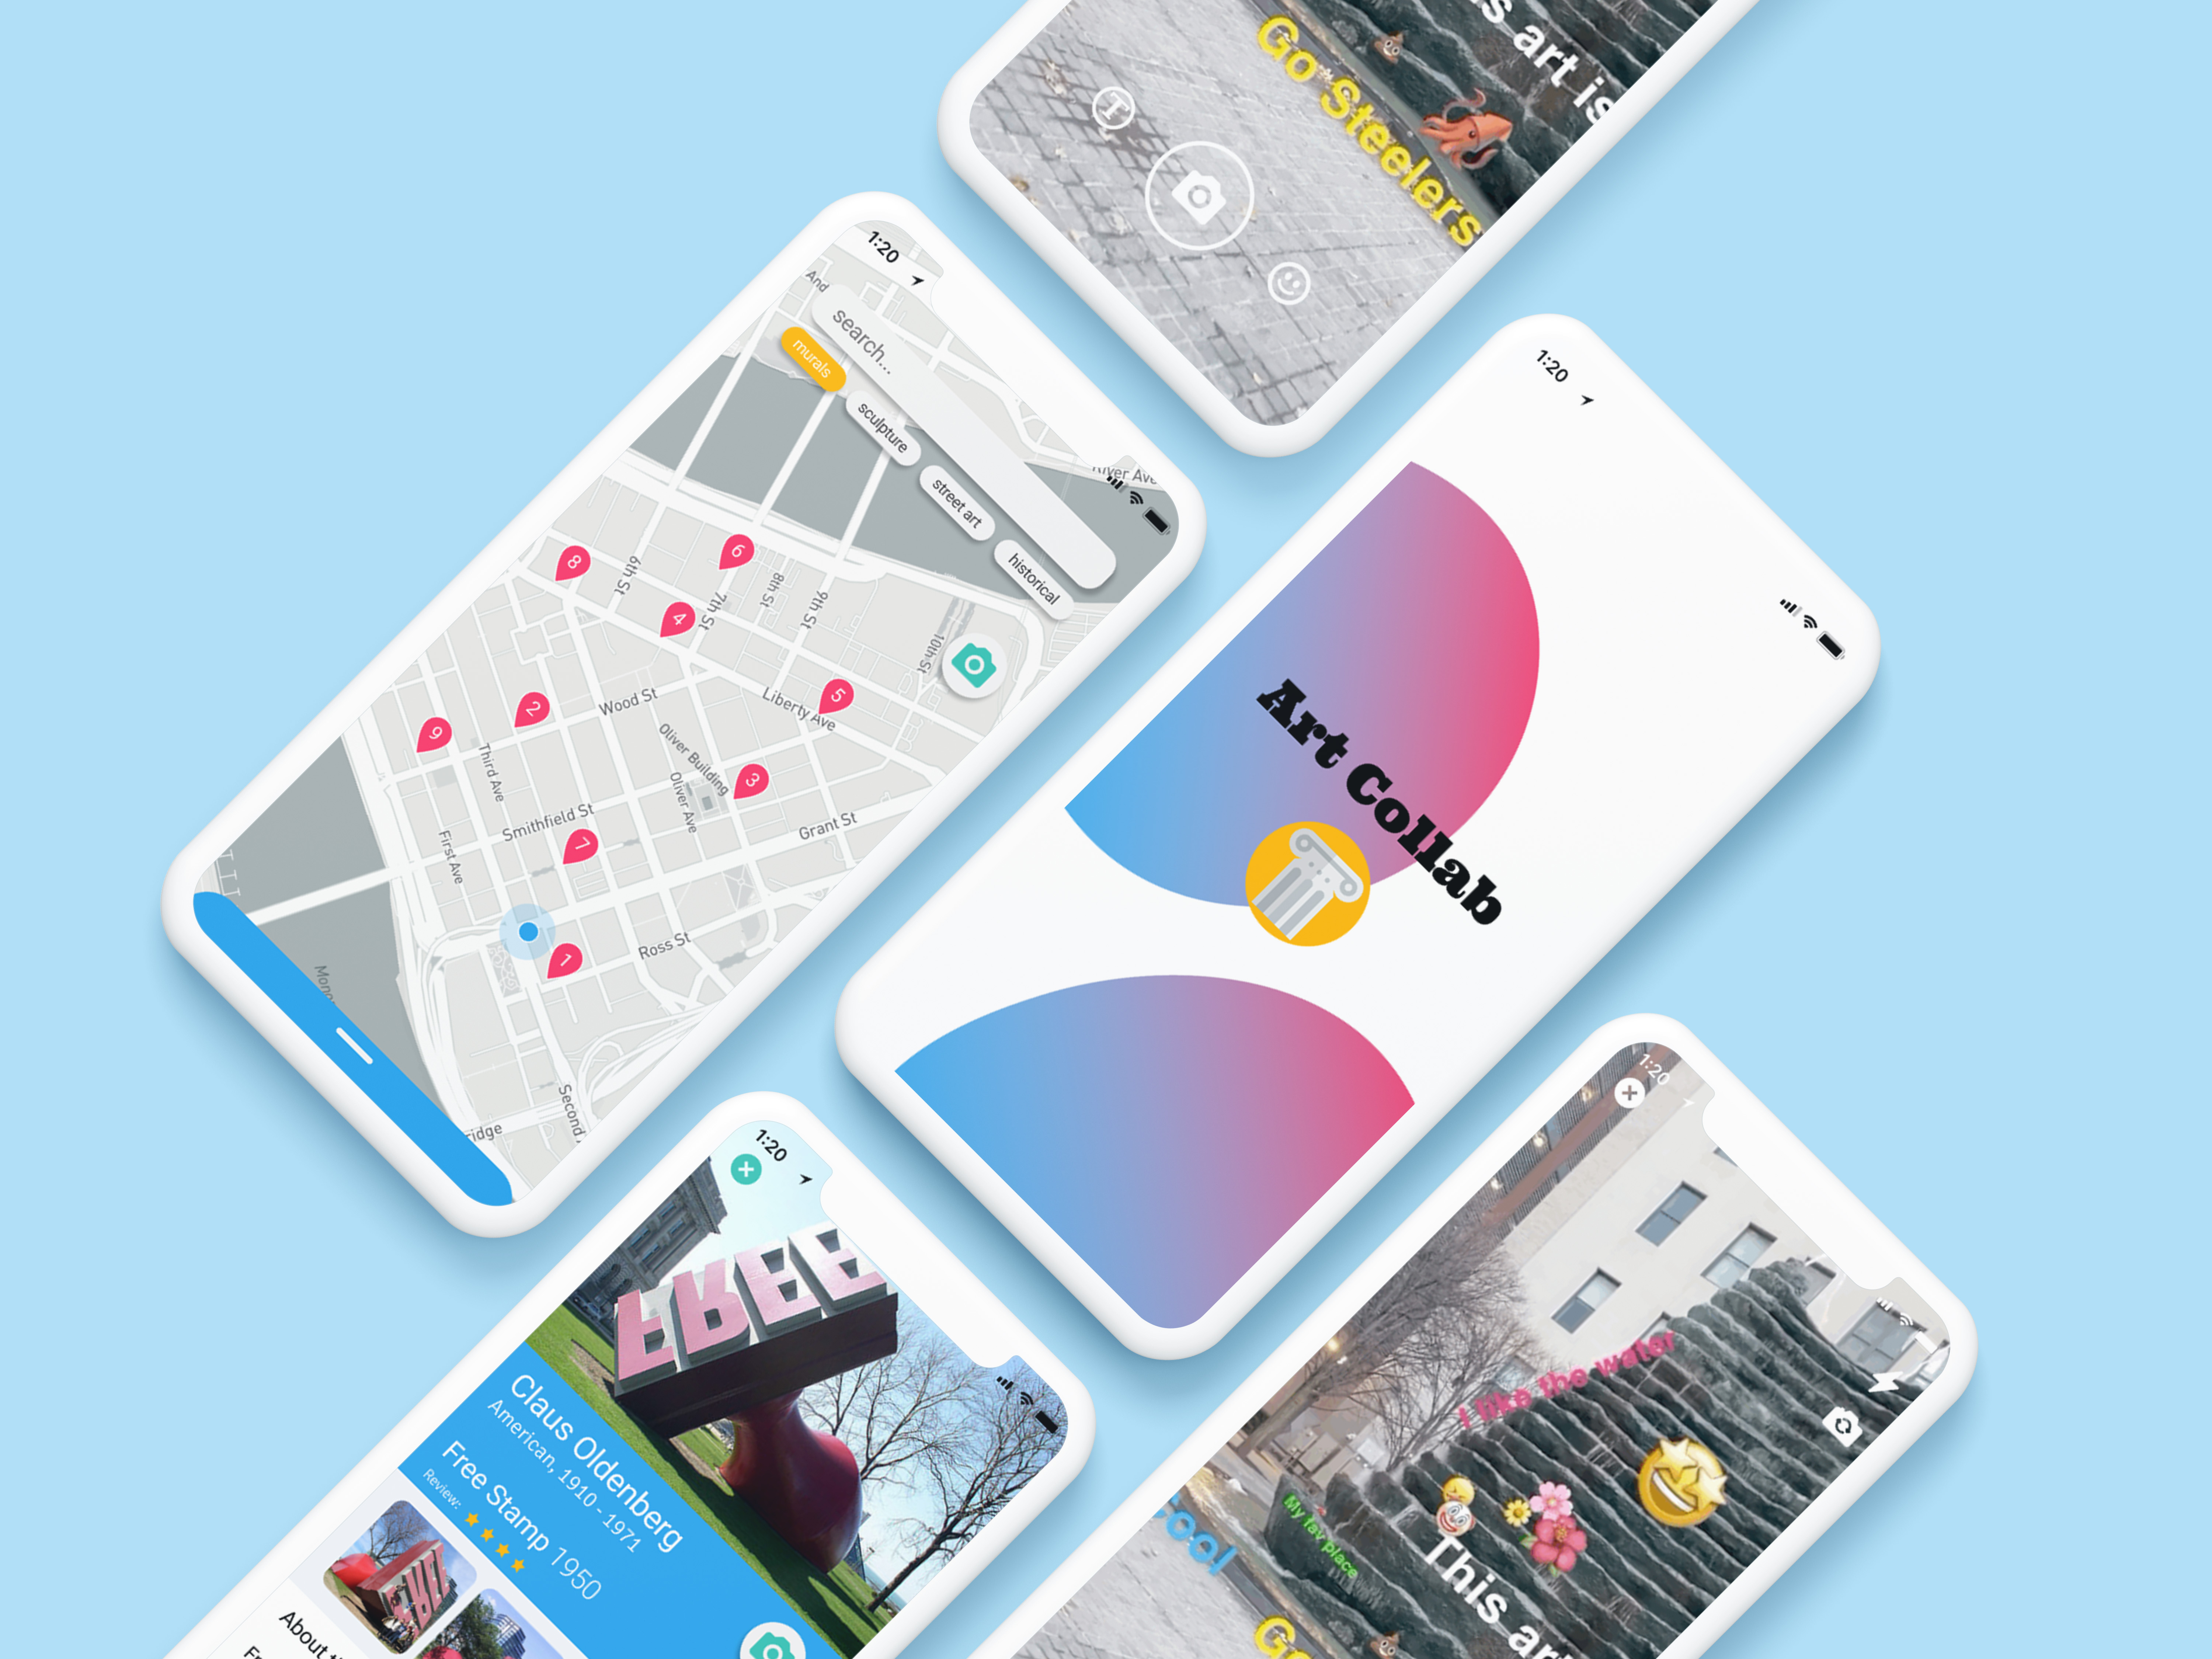 Go Steelers
s art is
1:20
And
search...
murals
sculpture
street art
historical
River Ave
8
6
6th St
8th St
7th St
9th St
4
10th St
5
Liberty Ave
Wood St
2
9
Oliver Building
Third Ave
Oliver Ave
3
Smithfield St
Grant St
First Ave
7
Ross St
1
Mono
Second
ridge
1:20
Art Collab
1:20
FREE
Claus Oldenberg
American, 1910 - 1971
Free Stamp 1950
Review:
FREE
About t
Fr
1:20
I like the water
My fav place
cool
This art
Go